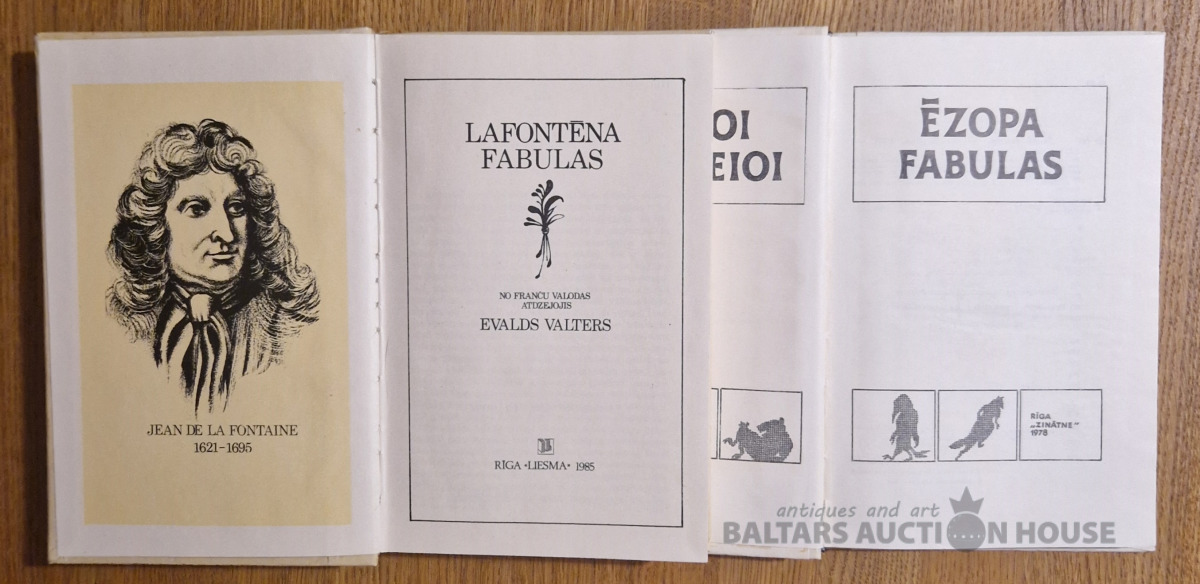 JEAN DE LA FONTAINE
1621-1695
LAFONTĒNA
FABULAS
NO FRANČU VALODAS
ATDZEJOJIS
EVALDS VALTERS
RĪGA •LIESMA• 1985
OI
EIOI
ĒZOPA
FABULAS
RĪGA
„ZINĀTNE"
1978
antiques and art
BALTARS AUCTION HOUSE